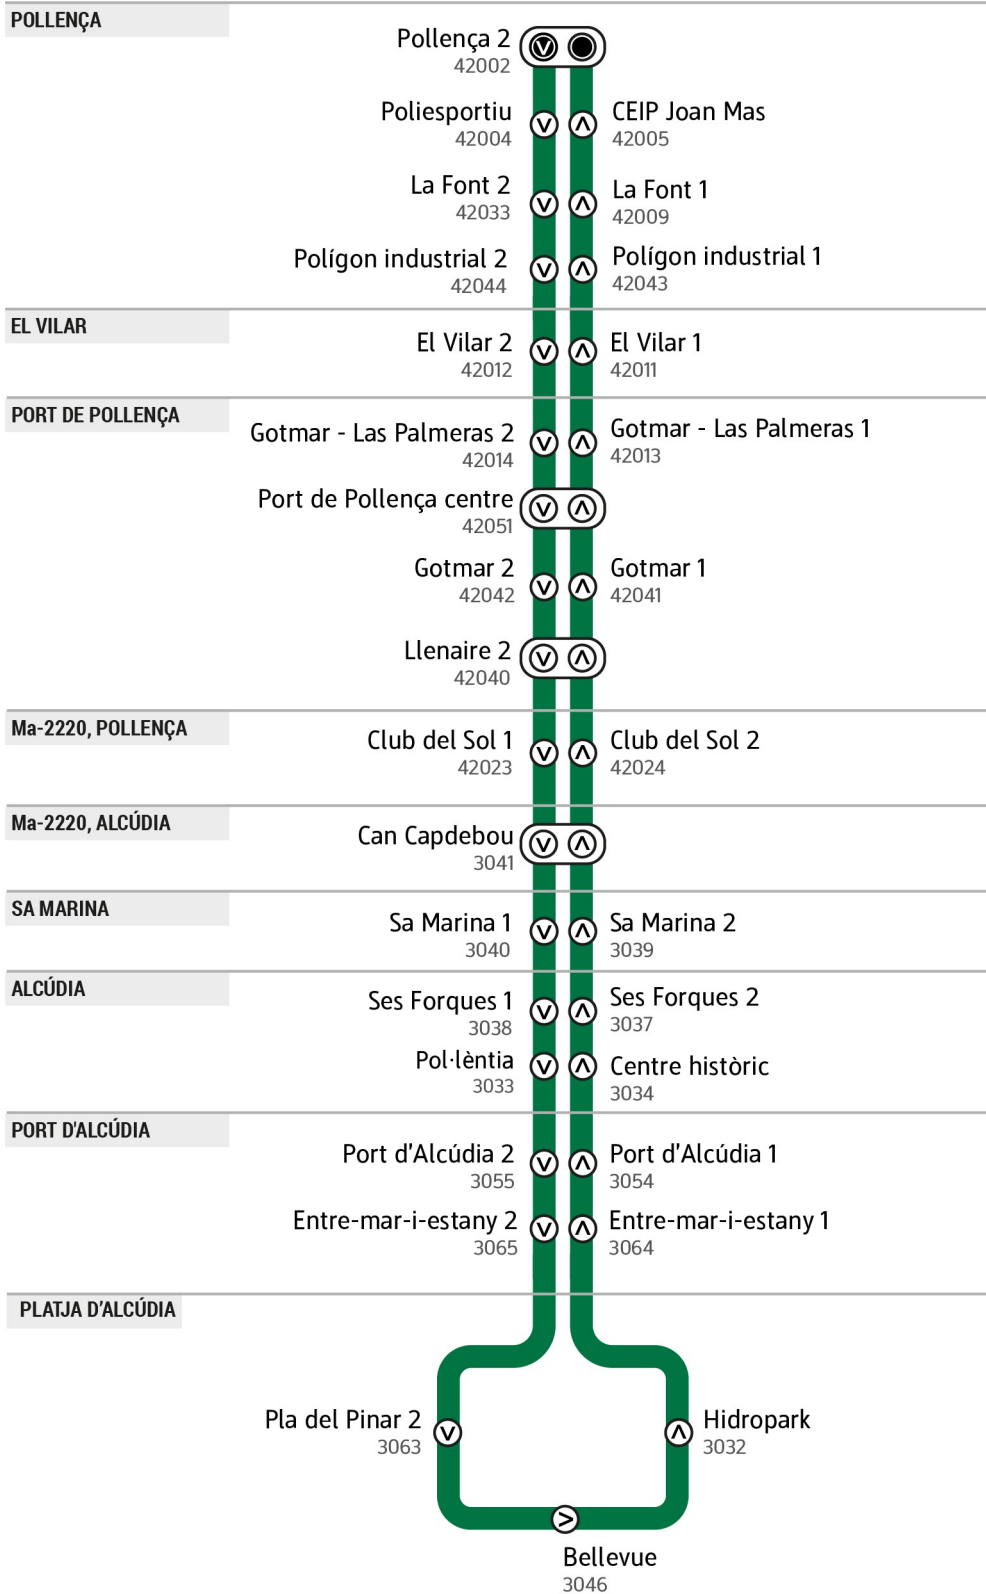 POLLENÇA
Pollença 2
42002
Poliesportiu
42004
CEIP Joan Mas
42005
La Font 2
42033
La Font 1
42009
Polígon industrial 2
42044
Polígon industrial 1
42043
EL VILAR
El Vilar 2
42012
El Vilar 1
42011
PORT DE POLLENÇA
Gotmar - Las Palmeras 2
42014
Gotmar - Las Palmeras 1
42013
Port de Pollença centre
42051
Gotmar 2
42042
Gotmar 1
42041
Llenaire 2
42040
Ma-2220, POLLENÇA
Club del Sol 1
42023
Club del Sol 2
42024
Ma-2220, ALCÚDIA
Can Capdebou
3041
SA MARINA
Sa Marina 1
3040
Sa Marina 2
3039
ALCÚDIA
Ses Forques 1
3038
Ses Forques 2
3037
Pol·lèntia
3033
Centre històric
3034
PORT D'ALCÚDIA
Port d'Alcúdia 2
3055
Port d'Alcúdia 1
3054
Entre-mar-i-estany 2
3065
Entre-mar-i-estany 1
3064
PLATJA D'ALCÚDIA
Pla del Pinar 2
3063
Hidropark
3032
Bellevue
3046